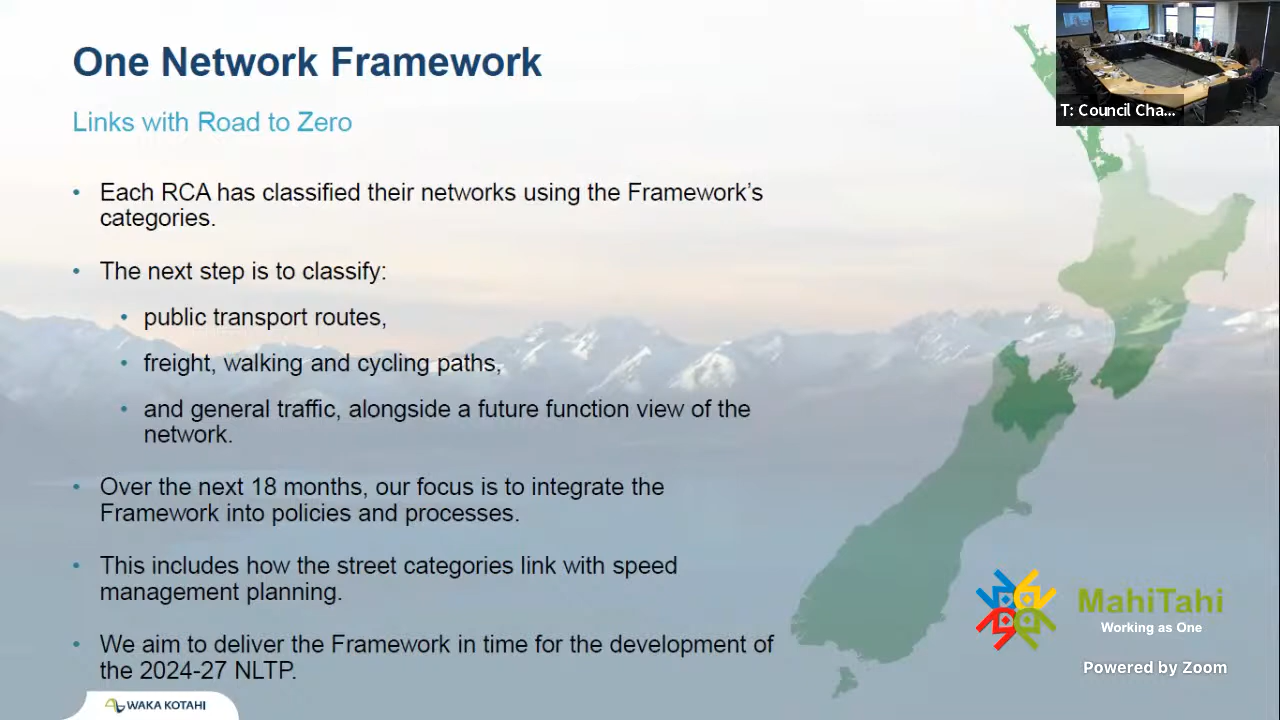 One Network Framework
Links with Road to Zero
• Each RCA has classified their networks using the Framework’s
categories.
• The next step is to classify:
• public transport routes,
• freight, walking and cycling paths,
• and general traffic, alongside a future function view of the
network.
• Over the next 18 months, our focus is to integrate the
Framework into policies and processes.
• This includes how the street categories link with speed
management planning.
• We aim to deliver the Framework in time for the development of
the 2024-27 NLTP.
WAKA KOTAHI
T: Council Cha...
MahiTahi
Working as One
Powered by Zoom